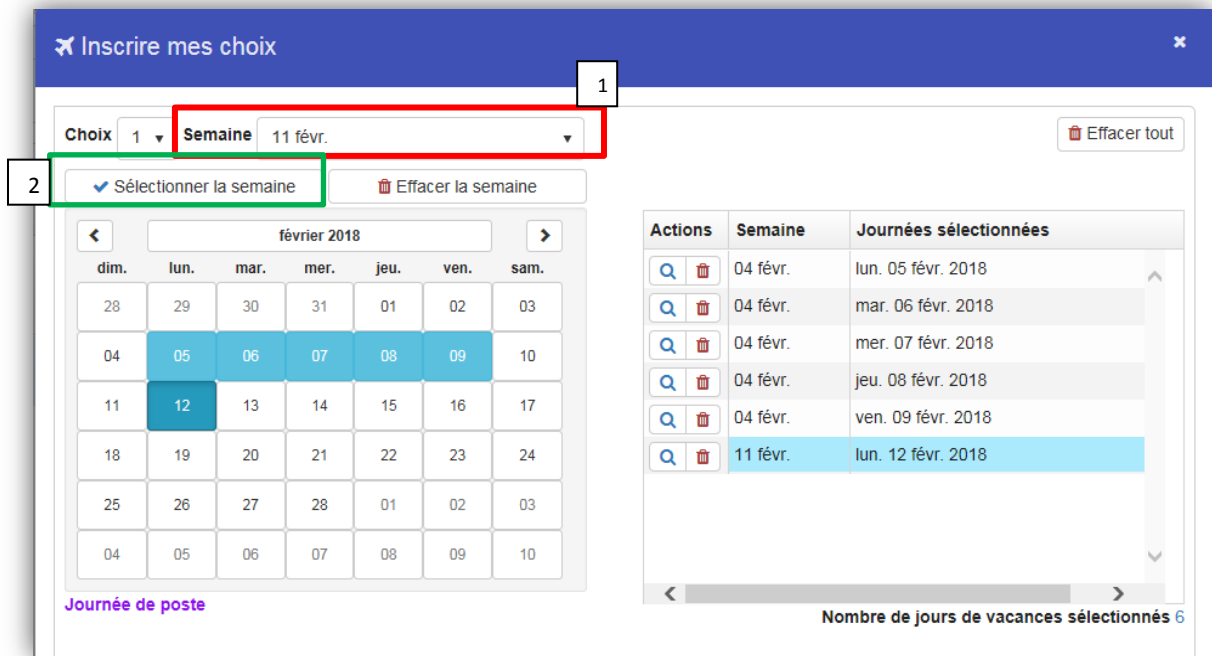 Inscrire mes choix
1
Choix 1 Semaine 11 févr. Effacer tout
2
Sélectionner la semaine Effacer la semaine
février 2018
dim. lun. mar. mer. jeu. ven. sam.
28 29 30 31 01 02 03
04 05 06 07 08 09 10
11 12 13 14 15 16 17
18 19 20 21 22 23 24
25 26 27 28 01 02 03
04 05 06 07 08 09 10
Journée de poste
Actions Semaine Journées sélectionnées
04 févr. lun. 05 févr. 2018
04 févr. mar. 06 févr. 2018
04 févr. mer. 07 févr. 2018
04 févr. jeu. 08 févr. 2018
04 févr. ven. 09 févr. 2018
11 févr. lun. 12 févr. 2018
Nombre de jours de vacances sélectionnés 6